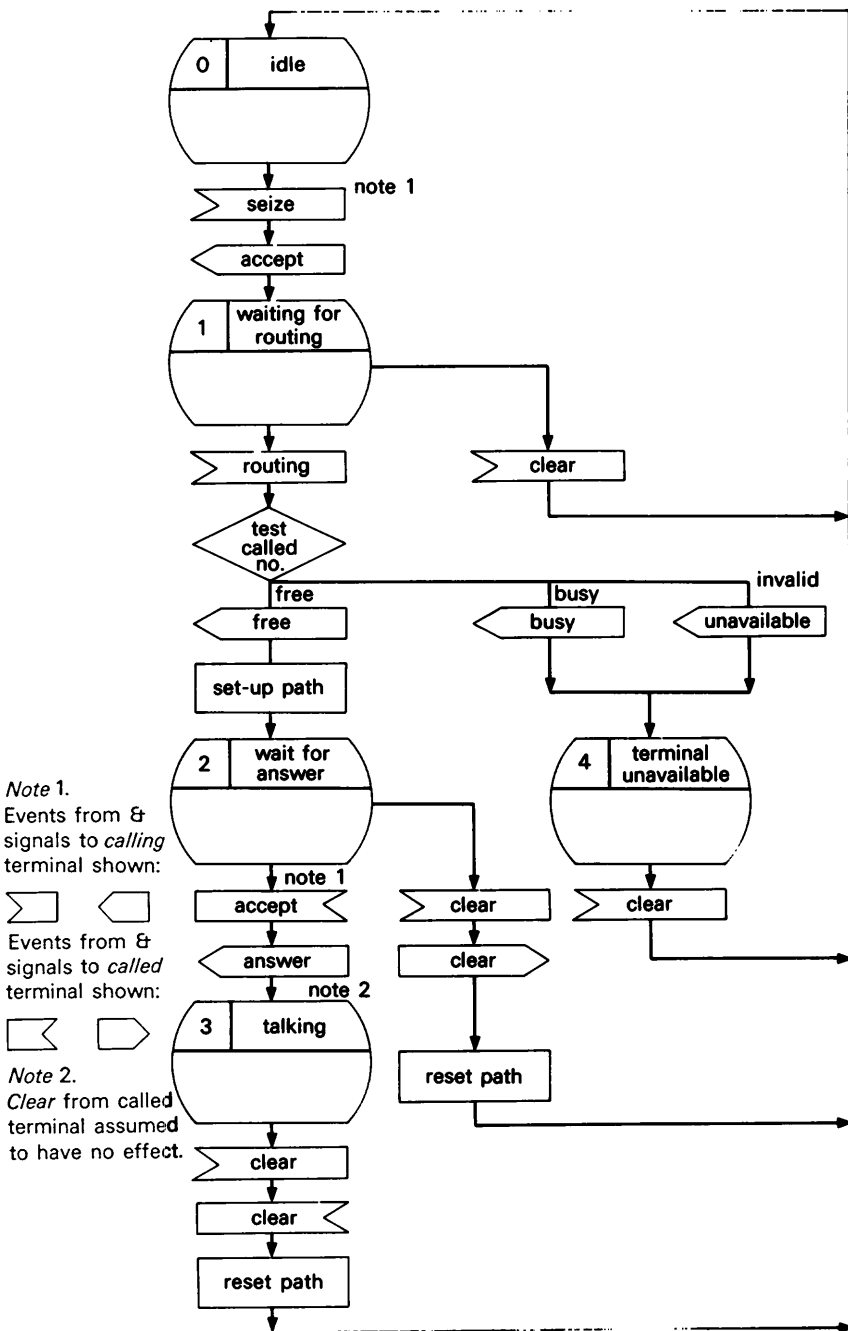 0 idle
note 1
seize
accept
1 waiting for
routing
routing
clear
test
called
no.
free
busy
invalid
free
busy
unavailable
set-up path
2 wait for
answer
4 terminal
unavailable
Note 1.
Events from &
signals to calling
terminal shown:
Events from &
signals to called
terminal shown:
Note 2.
Clear from called
terminal assumed
to have no effect.
note 1
accept
clear
clear
answer
clear
note 2
3 talking
reset path
clear
clear
reset path